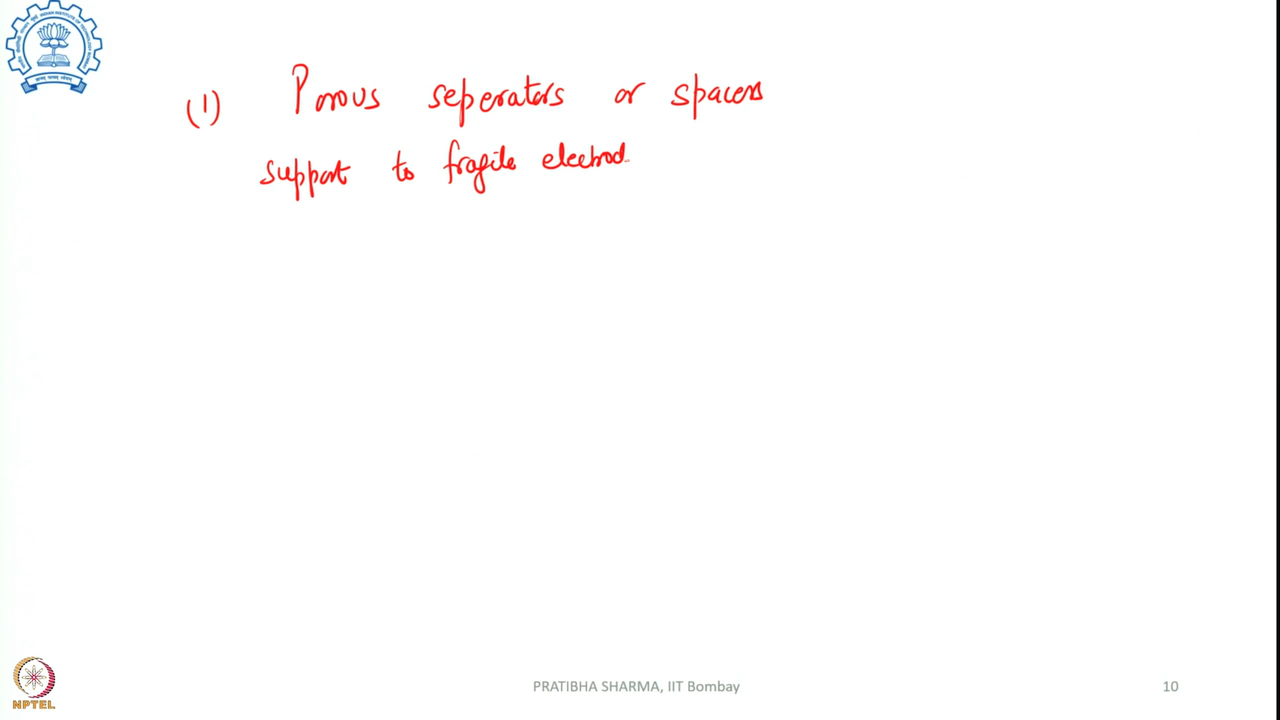 (1) Porous seperators or spacers
support to fragile electrod
NPTEL
PRATIBHA SHARMA, IIT Bombay
10